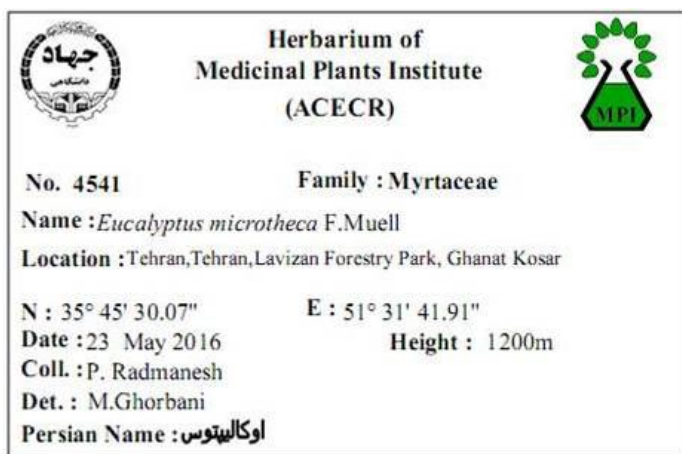 جهاد
دانشگاهی
Herbarium of
Medicinal Plants Institute
(ACECR)
MPI
No. 4541 Family : Myrtaceae
Name :Eucalyptus microtheca F.Muell
Location :Tehran,Tehran,Lavizan Forestry Park, Ghanat Kosar
N : 35° 45' 30.07" E : 51° 31' 41.91"
Date :23 May 2016 Height : 1200m
Coll. :P. Radmanesh
Det. : M.Ghorbani
Persian Name :اوکالیپتوس